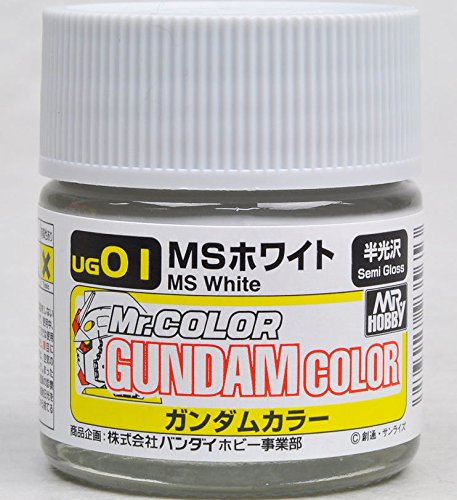 UG01
MSホワイト
MS White
半光沢
Semi Gloss
MR
HOBBY
Mr.COLOR
GUNDAM COLOR
ガンダムカラー
商品企画：株式会社バンダイホビー事業部
©創通・サンライズ